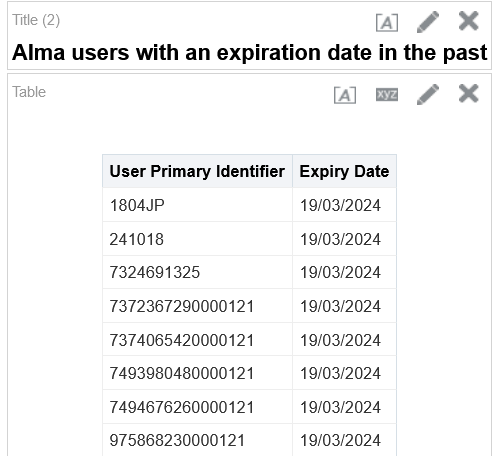 Title (2)
[A]
Alma users with an expiration date in the past
Table
[A] xyz
User Primary Identifier Expiry Date
1804JP 19/03/2024
241018 19/03/2024
7324691325 19/03/2024
7372367290000121 19/03/2024
7374065420000121 19/03/2024
7493980480000121 19/03/2024
7494676260000121 19/03/2024
975868230000121 19/03/2024